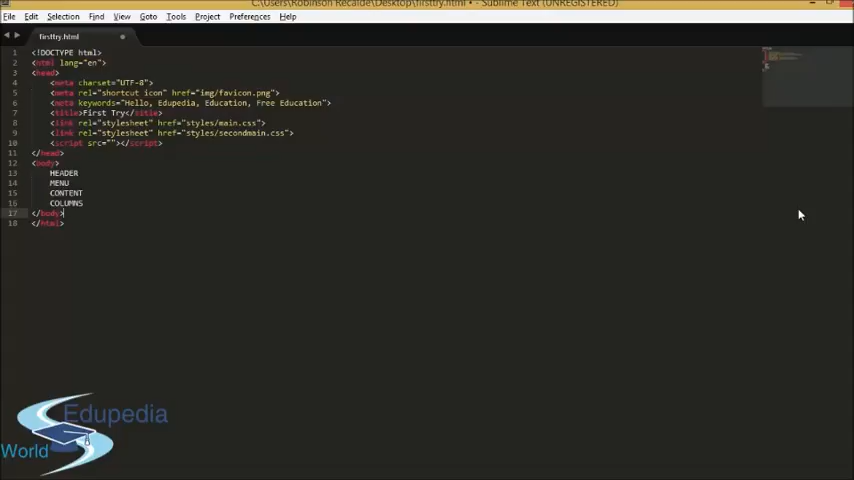 C:\Users\Robinson Recalde\Desktop\firsttry.html • - Sublime Text (UNREGISTERED)
File Edit Selection Find View Goto Tools Project Preferences Help
firsttry.html
1 <!DOCTYPE html>
2 <html lang="en">
3 <head>
4 <meta charset="UTF-8">
5 <meta rel="shortcut icon" href="img/favicon.png">
6 <meta keywords="Hello, Edupedia, Education, Free Education">
7 <title>First Try</title>
8 <link rel="stylesheet" href="styles/main.css">
9 <link rel="stylesheet" href="styles/secondmain.css">
10 <script src=""></script>
11 </head>
12 <body>
13 HEADER
14 MENU
15 CONTENT
16 COLUMNS
17 </body>
18 </html>
Edupedia
World